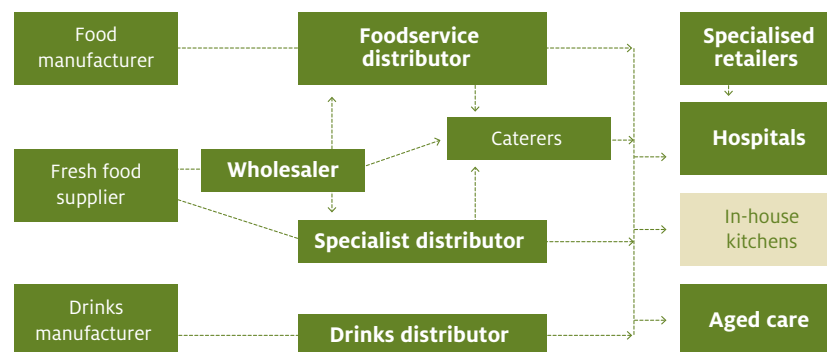 Food
manufacturer
Foodservice
distributor
Specialised
retailers
Caterers
Hospitals
Fresh food
supplier
Wholesaler
In-house
kitchens
Specialist distributor
Drinks
manufacturer
Drinks distributor
Aged care